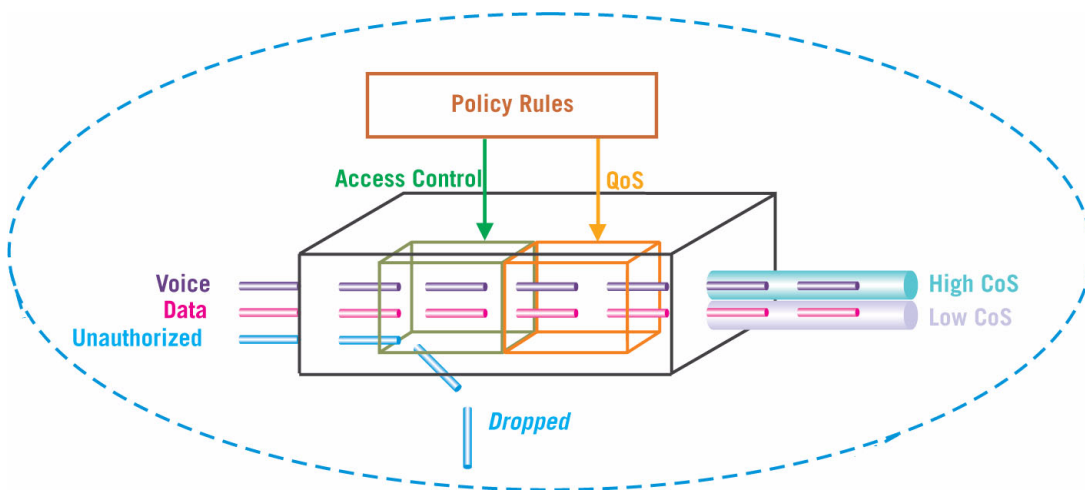 Policy Rules
Access Control
QoS
Voice
Data
Unauthorized
High CoS
Low CoS
Dropped